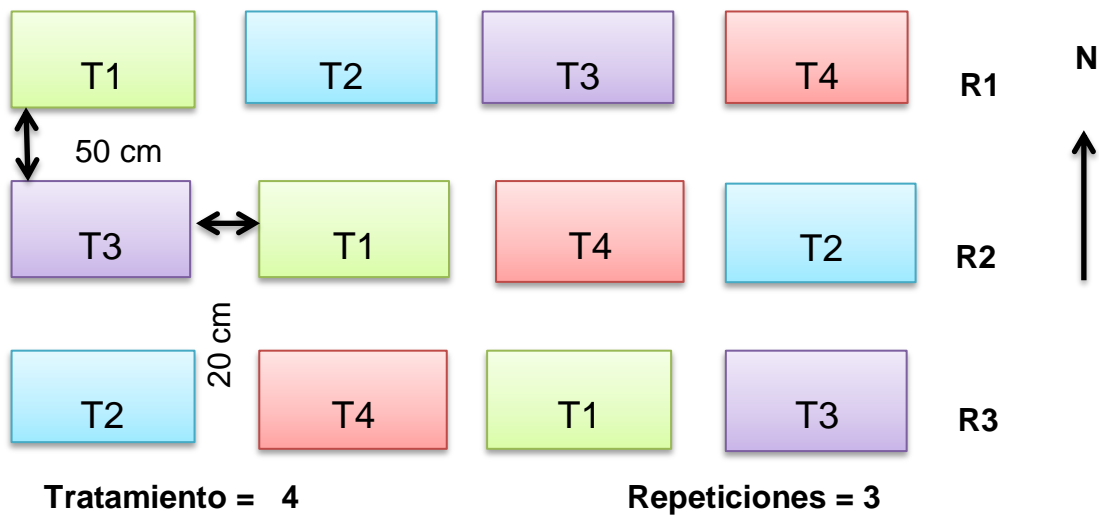 T1 T2 T3 T4 R1 N
50 cm
T3 T1 T4 T2 R2
20 cm
T2 T4 T1 T3 R3
Tratamiento = 4 Repeticiones = 3